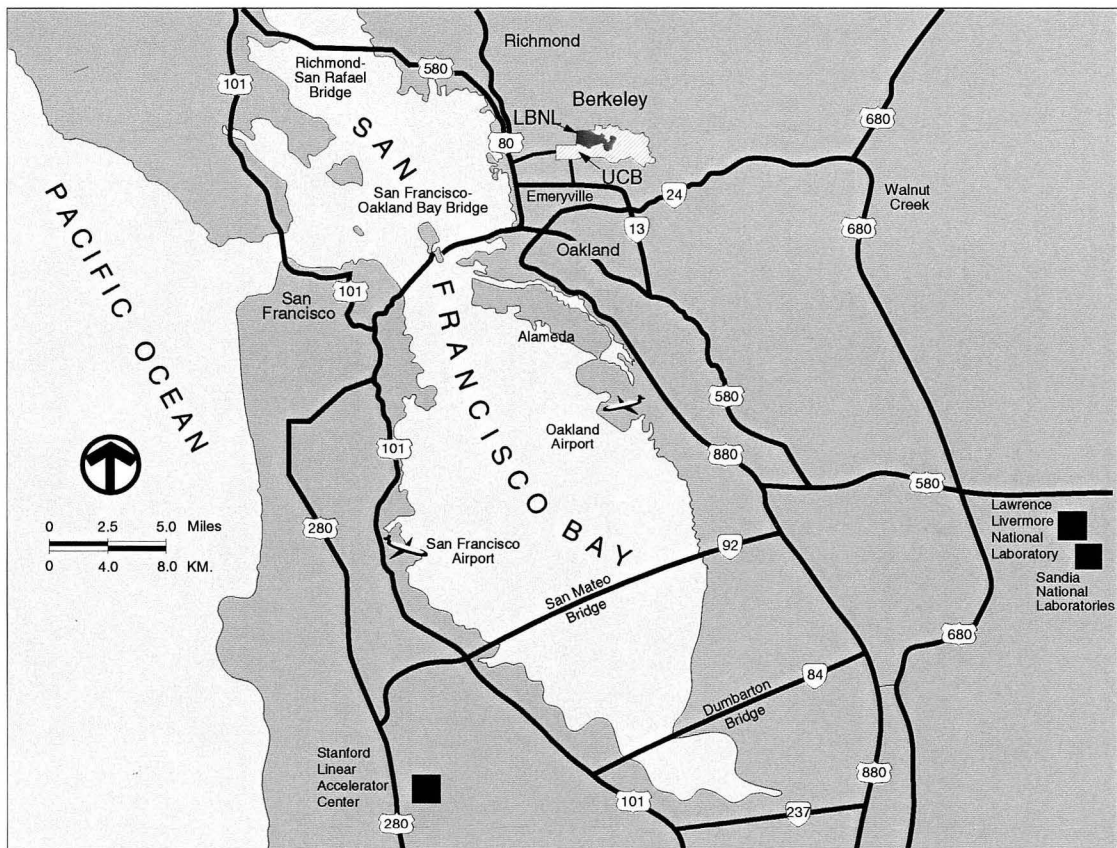 Richmond
Richmond-
San Rafael
Bridge
580
101
Berkeley
LBNL
80
680
SAN
UCB
San Francisco-
Oakland Bay Bridge
Emeryville
24
Walnut
Creek
13
680
Oakland
PACIFIC OCEAN
San
Francisco
101
FRANCISCO BAY
Alameda
580
Oakland
Airport
101
880
580
0 2.5 5.0 Miles
0 4.0 8.0 KM.
280
San Francisco
Airport
92
Lawrence
Livermore
National
Laboratory
Sandia
National
Laboratories
San Mateo
Bridge
680
84
Dumbarton
Bridge
Stanford
Linear
Accelerator
Center
880
101
237
280